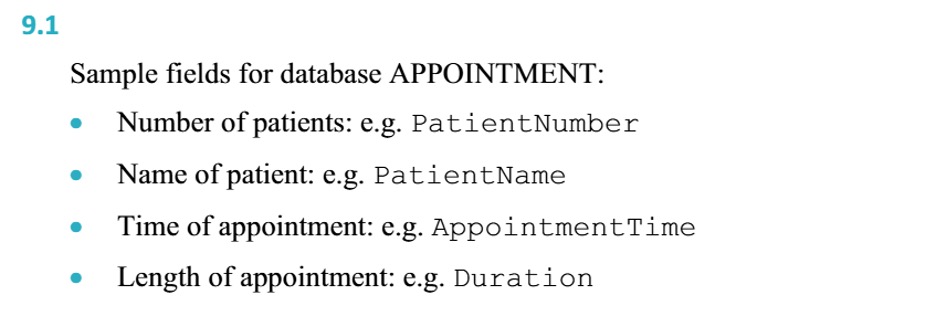 9.1
Sample fields for database APPOINTMENT:
• Number of patients: e.g. PatientNumber
• Name of patient: e.g. PatientName
• Time of appointment: e.g. AppointmentTime
• Length of appointment: e.g. Duration